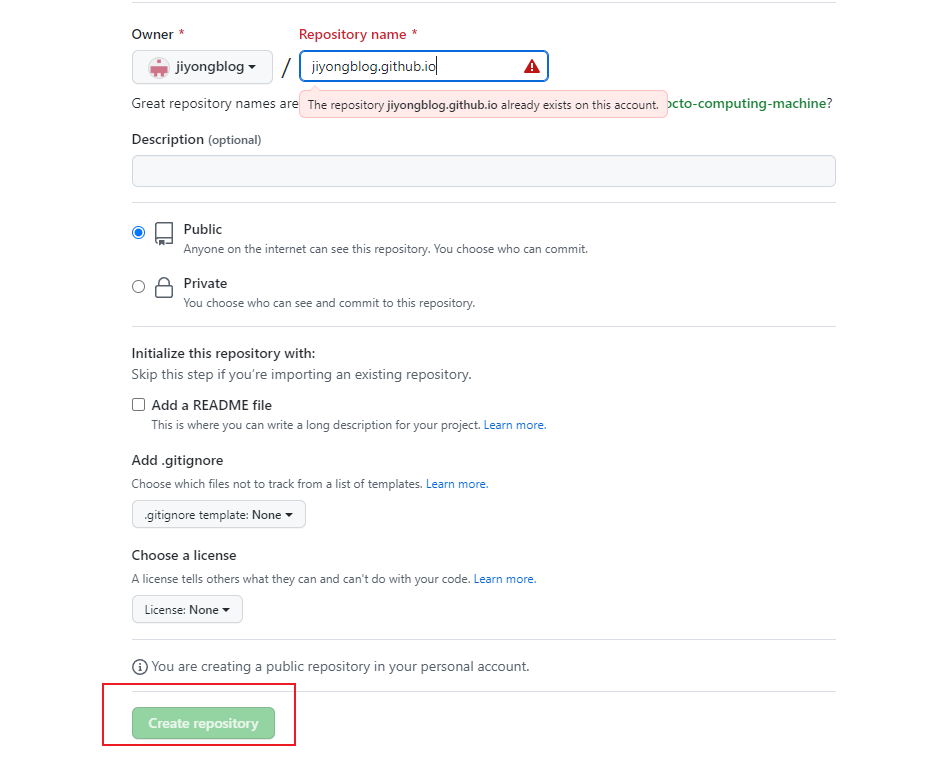 Owner * Repository name *
jiyongblog / jiyongblog.github.io
Great repository names are
The repository jiyongblog.github.io already exists on this account.
octo-computing-machine?
Description (optional)
Public
Anyone on the internet can see this repository. You choose who can commit.
Private
You choose who can see and commit to this repository.
Initialize this repository with:
Skip this step if you're importing an existing repository.
Add a README file
This is where you can write a long description for your project. Learn more.
Add .gitignore
Choose which files not to track from a list of templates. Learn more.
.gitignore template: None
Choose a license
A license tells others what they can and can't do with your code. Learn more.
License: None
You are creating a public repository in your personal account.
Create repository